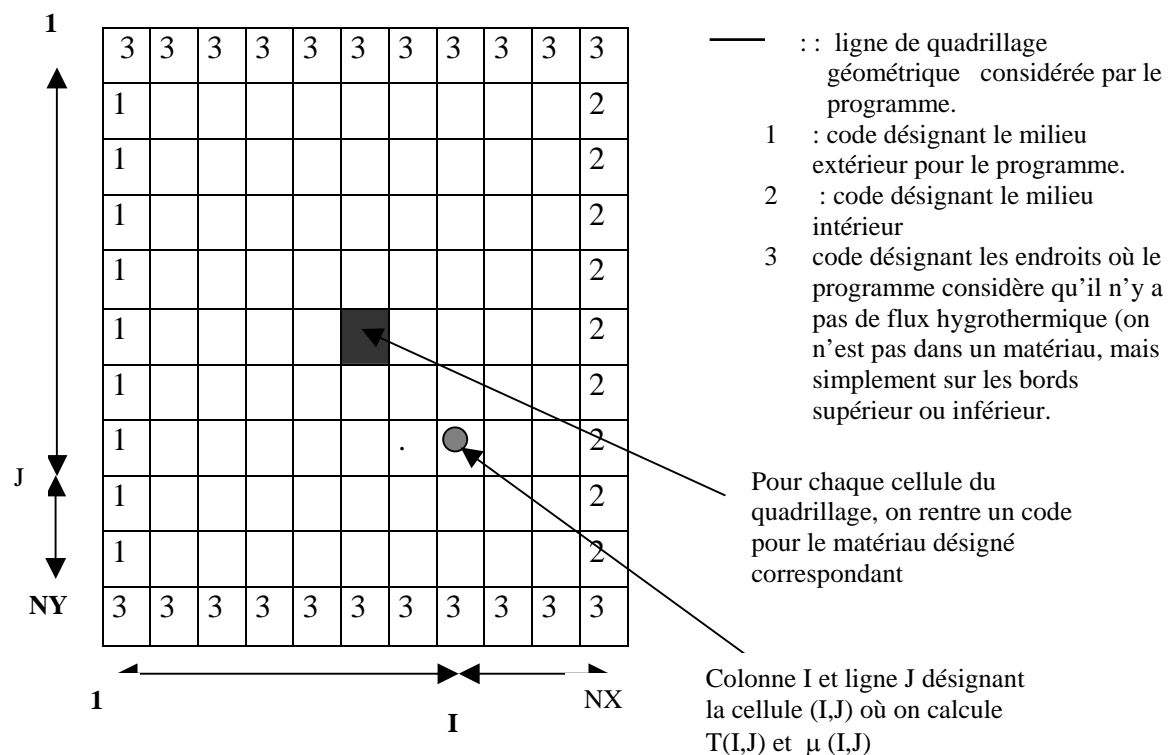 1
3 3 3 3 3 3 3 3 3 3 3
1 2
1 2
1 2
1 2
1 2
1 2
1 . 2
1 2
1 2
3 3 3 3 3 3 3 3 3 3 3
J
NY
1
I
NX
: : ligne de quadrillage
géométrique considérée par le
programme.
1 : code désignant le milieu
extérieur pour le programme.
2 : code désignant le milieu
intérieur
3 code désignant les endroits où le
programme considère qu'il n'y a
pas de flux hygrothermique (on
n'est pas dans un matériau, mais
simplement sur les bords
supérieur ou inférieur.
Pour chaque cellule du
quadrillage, on rentre un code
pour le matériau désigné
correspondant
Colonne I et ligne J désignant
la cellule (I,J) où on calcule
T(I,J) et μ (I,J)